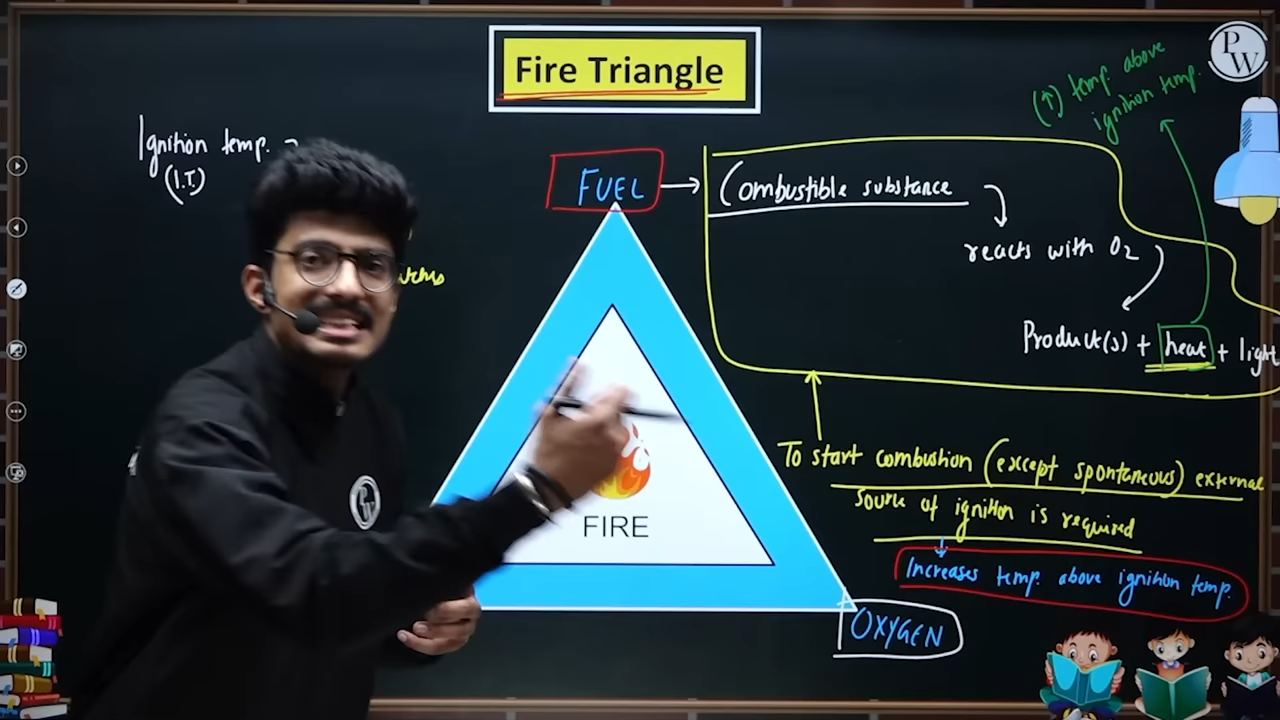 Fire Triangle
P
W
(↑) temp. above
ignition temp.
Ignition temp.
(I.T.)
FUEL
Combustible substance
reacts with O2
Product(s) + heat + light
FIRE
To start combustion (except spontaneous) external
source of ignition is required
Increases temp. above ignition temp.
OXYGEN
PW